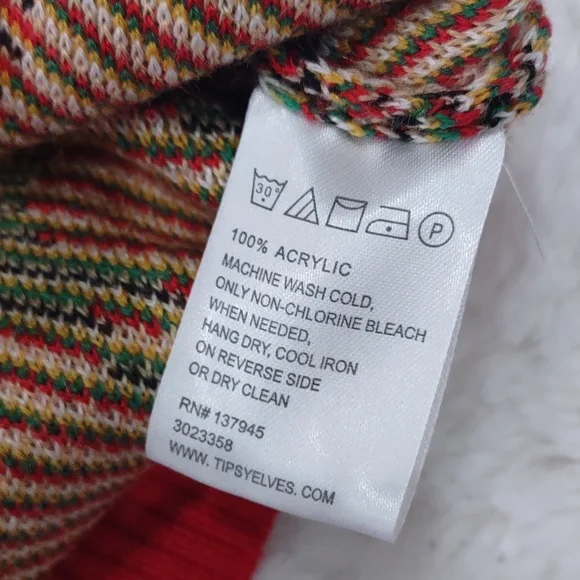 30°
P
100% ACRYLIC
MACHINE WASH COLD,
ONLY NON-CHLORINE BLEACH
WHEN NEEDED,
HANG DRY, COOL IRON
ON REVERSE SIDE
OR DRY CLEAN
RN# 137945
3023358
WWW. TIPSYELVES. COM